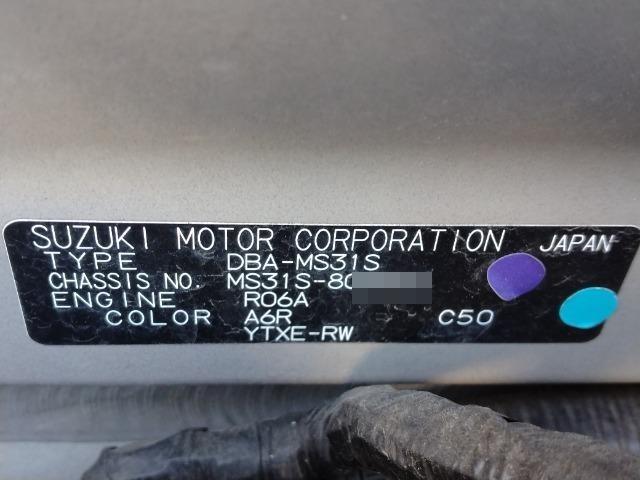 SUZUKI MOTOR CORPORATION JAPAN
TYPE DBA-MS31S
CHASSIS NO. MS31S-80
ENGINE R06A
COLOR A6R C50
YTXE-RW